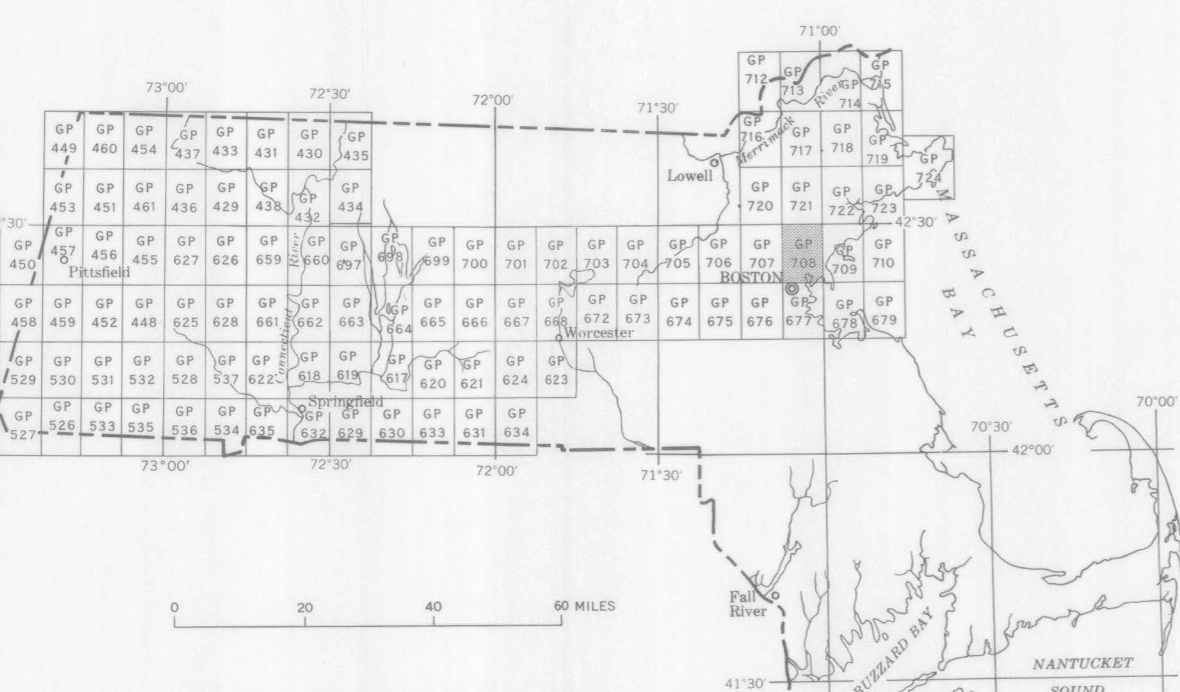 71°00'
GP 712 GP 713 GP 714 GP 715
73°00' 72°30' 72°00' 71°30'
GP 449 GP 460 GP 454 GP 437 GP 433 GP 431 GP 430 GP 435
GP 716 GP 717 GP 718 GP 719 GP 724
Merrimack River
Lowell
GP 453 GP 451 GP 461 GP 436 GP 429 GP 438 GP 432 GP 434
GP 720 GP 721 GP 722 GP 723
°30' 42°30'
GP 450 GP 457 GP 456 GP 455 GP 627 GP 626 GP 659 GP 660 GP 697 GP 698 GP 699 GP 700 GP 701 GP 702 GP 703 GP 704 GP 705 GP 706 GP 707 GP 708 GP 709 GP 710
Pittsfield
BOSTON
MASSACHUSETTS
BAY
GP 458 GP 459 GP 452 GP 448 GP 625 GP 628 GP 661 GP 662 GP 663 GP 664 GP 665 GP 666 GP 667 GP 668 GP 672 GP 673 GP 674 GP 675 GP 676 GP 677 GP 678 GP 679
Worcester
Connecticut River
GP 529 GP 530 GP 531 GP 532 GP 528 GP 537 GP 622 GP 618 GP 619 GP 617 GP 620 GP 621 GP 624 GP 623
Springfield
GP 527 GP 526 GP 533 GP 535 GP 536 GP 534 GP 635 GP 632 GP 629 GP 630 GP 633 GP 631 GP 634
70°00'
70°30'
42°00'
73°00' 72°30' 72°00' 71°30'
0 20 40 60 MILES
Fall
River
BUZZARD BAY
NANTUCKET
SOUND
41°30'